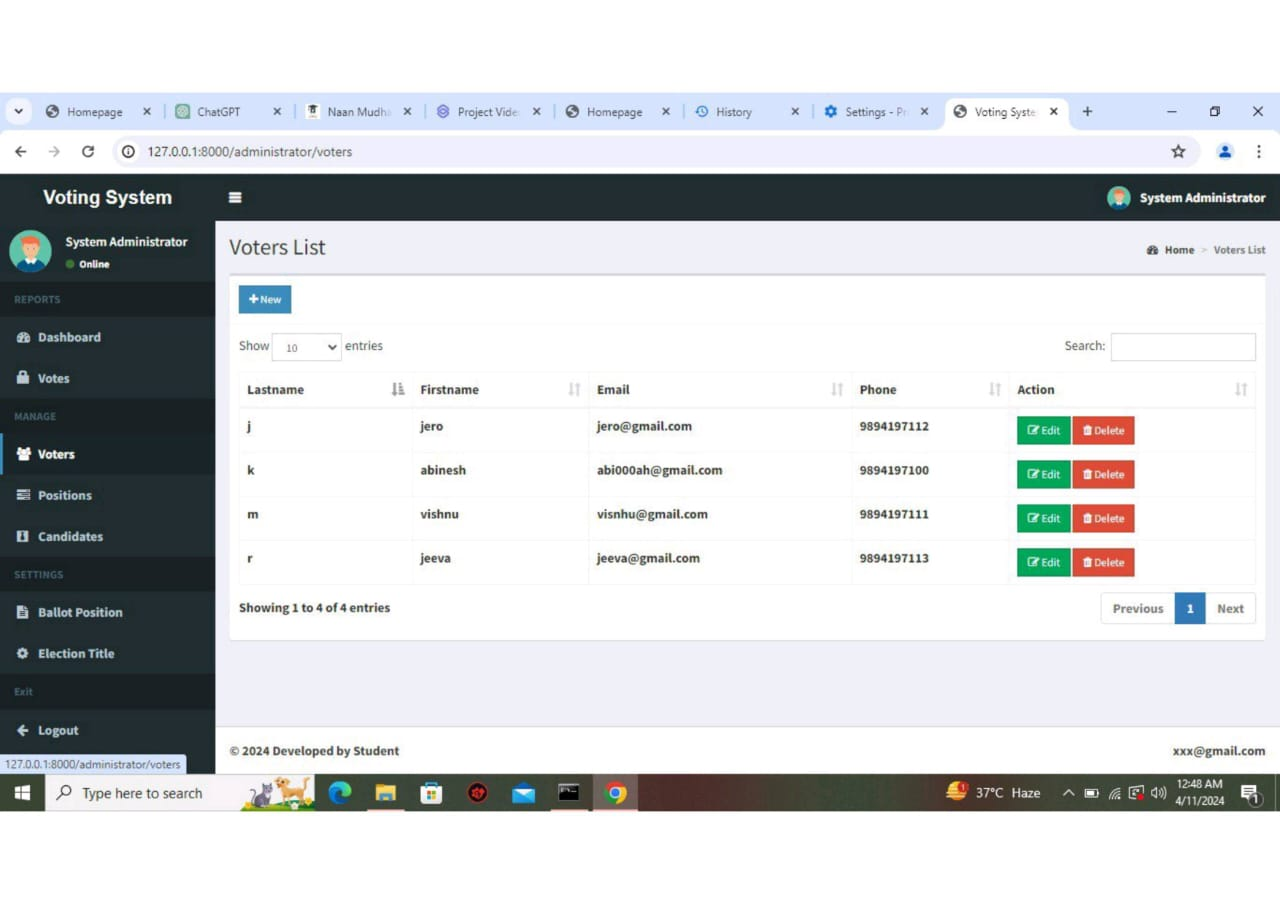 Homepage ChatGPT Naan Mudha Project Vide Homepage History Settings - Pr Voting Syste
127.0.0.1:8000/administrator/voters
Voting System System Administrator
System Administrator
Online
Voters List
Home > Voters List
REPORTS
+New
Dashboard
Show 10 entries Search:
Votes
Lastname Firstname Email Phone Action
MANAGE
j jero jero@gmail.com 9894197112 Edit Delete
Voters
k abinesh abi000ah@gmail.com 9894197100 Edit Delete
Positions
m vishnu visnhu@gmail.com 9894197111 Edit Delete
Candidates
r jeeva jeeva@gmail.com 9894197113 Edit Delete
SETTINGS
Ballot Position
Showing 1 to 4 of 4 entries Previous 1 Next
Election Title
Exit
Logout
© 2024 Developed by Student xxx@gmail.com
127.0.0.1:8000/administrator/voters
Type here to search
1
37°C Haze
12:48 AM
4/11/2024
1